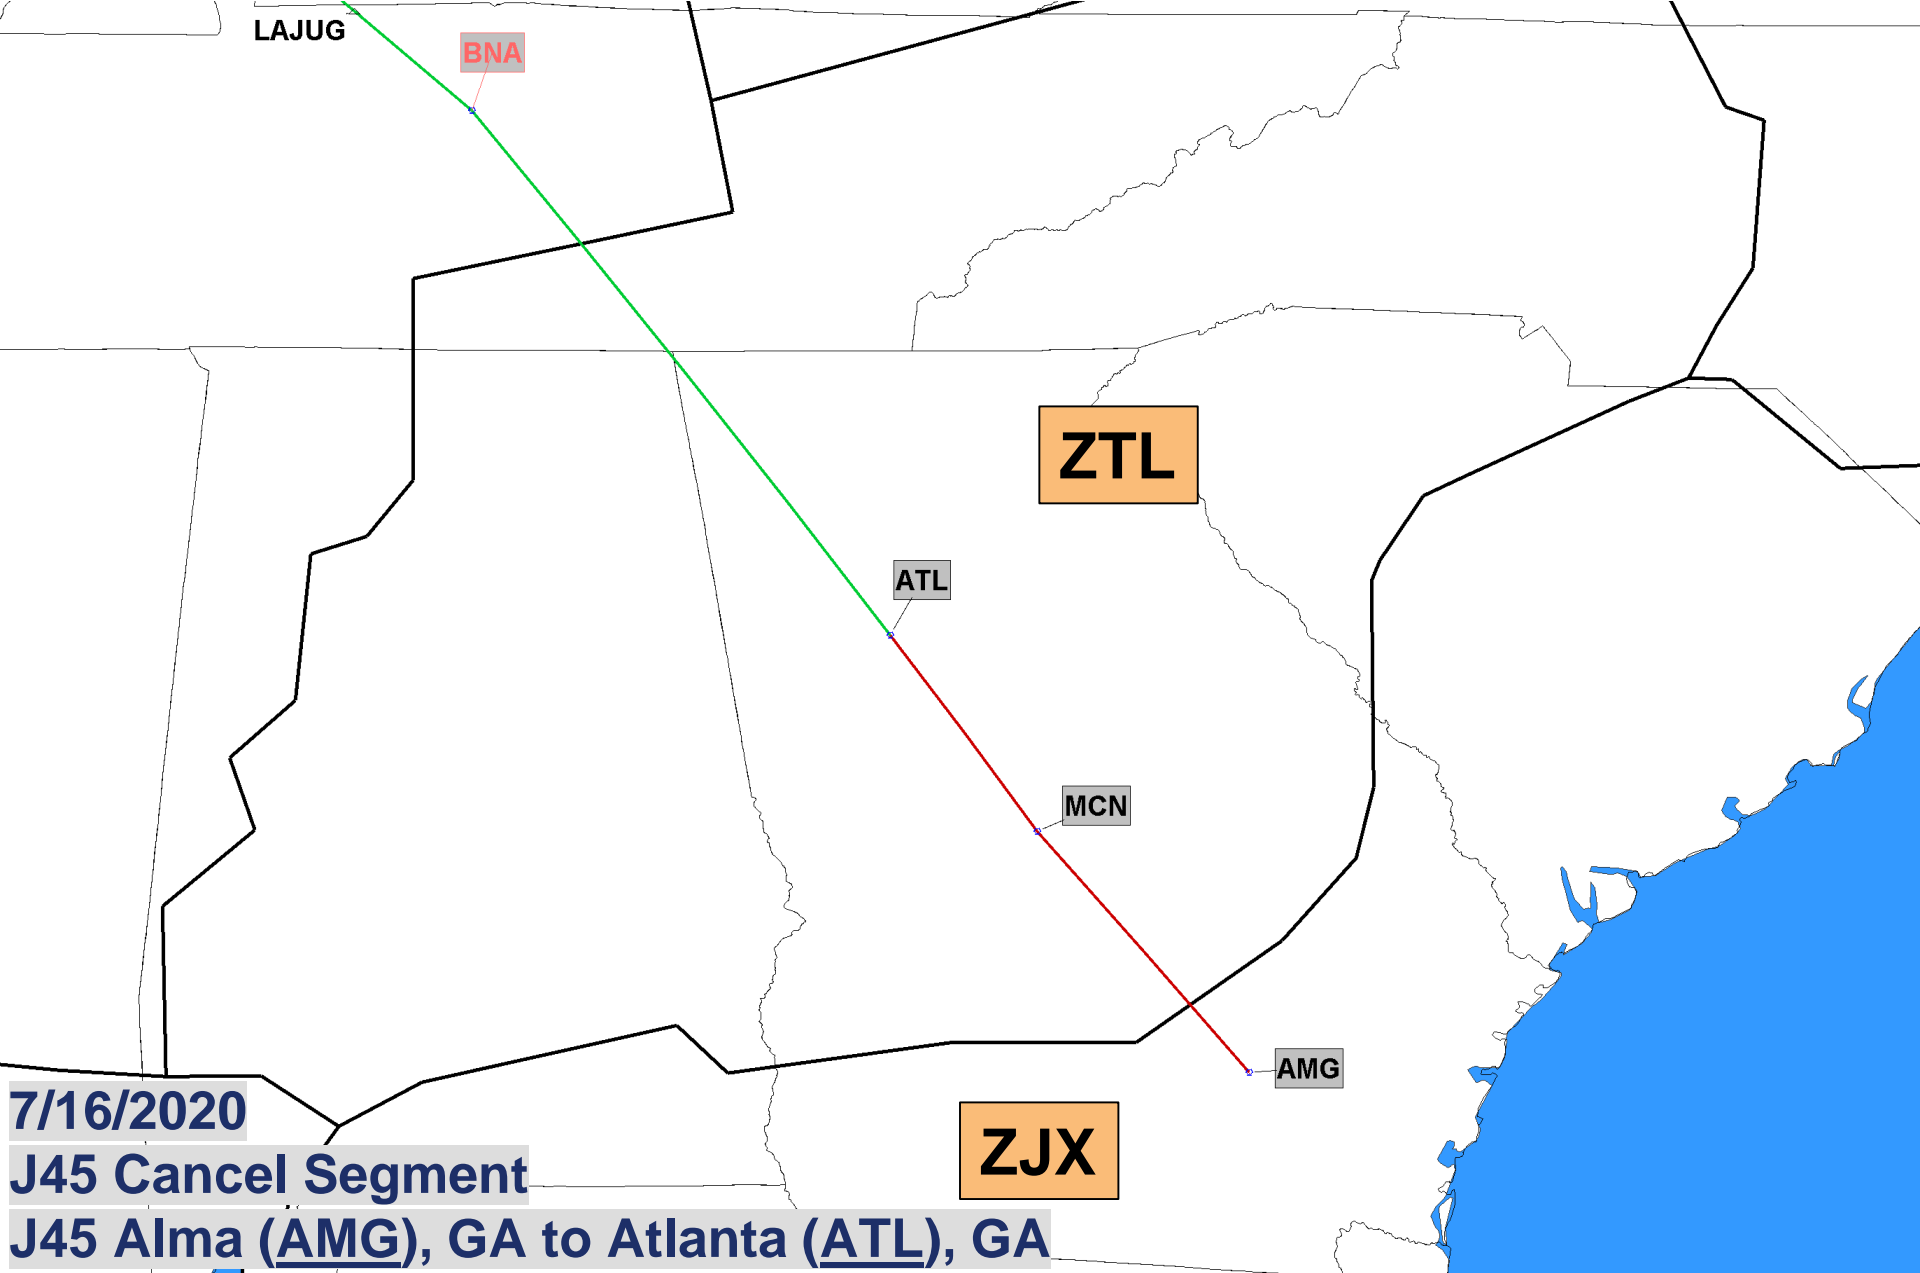 LAJUG
BNA
ZTL
ATL
MCN
AMG
ZJX
7/16/2020
J45 Cancel Segment
J45 Alma (AMG), GA to Atlanta (ATL), GA